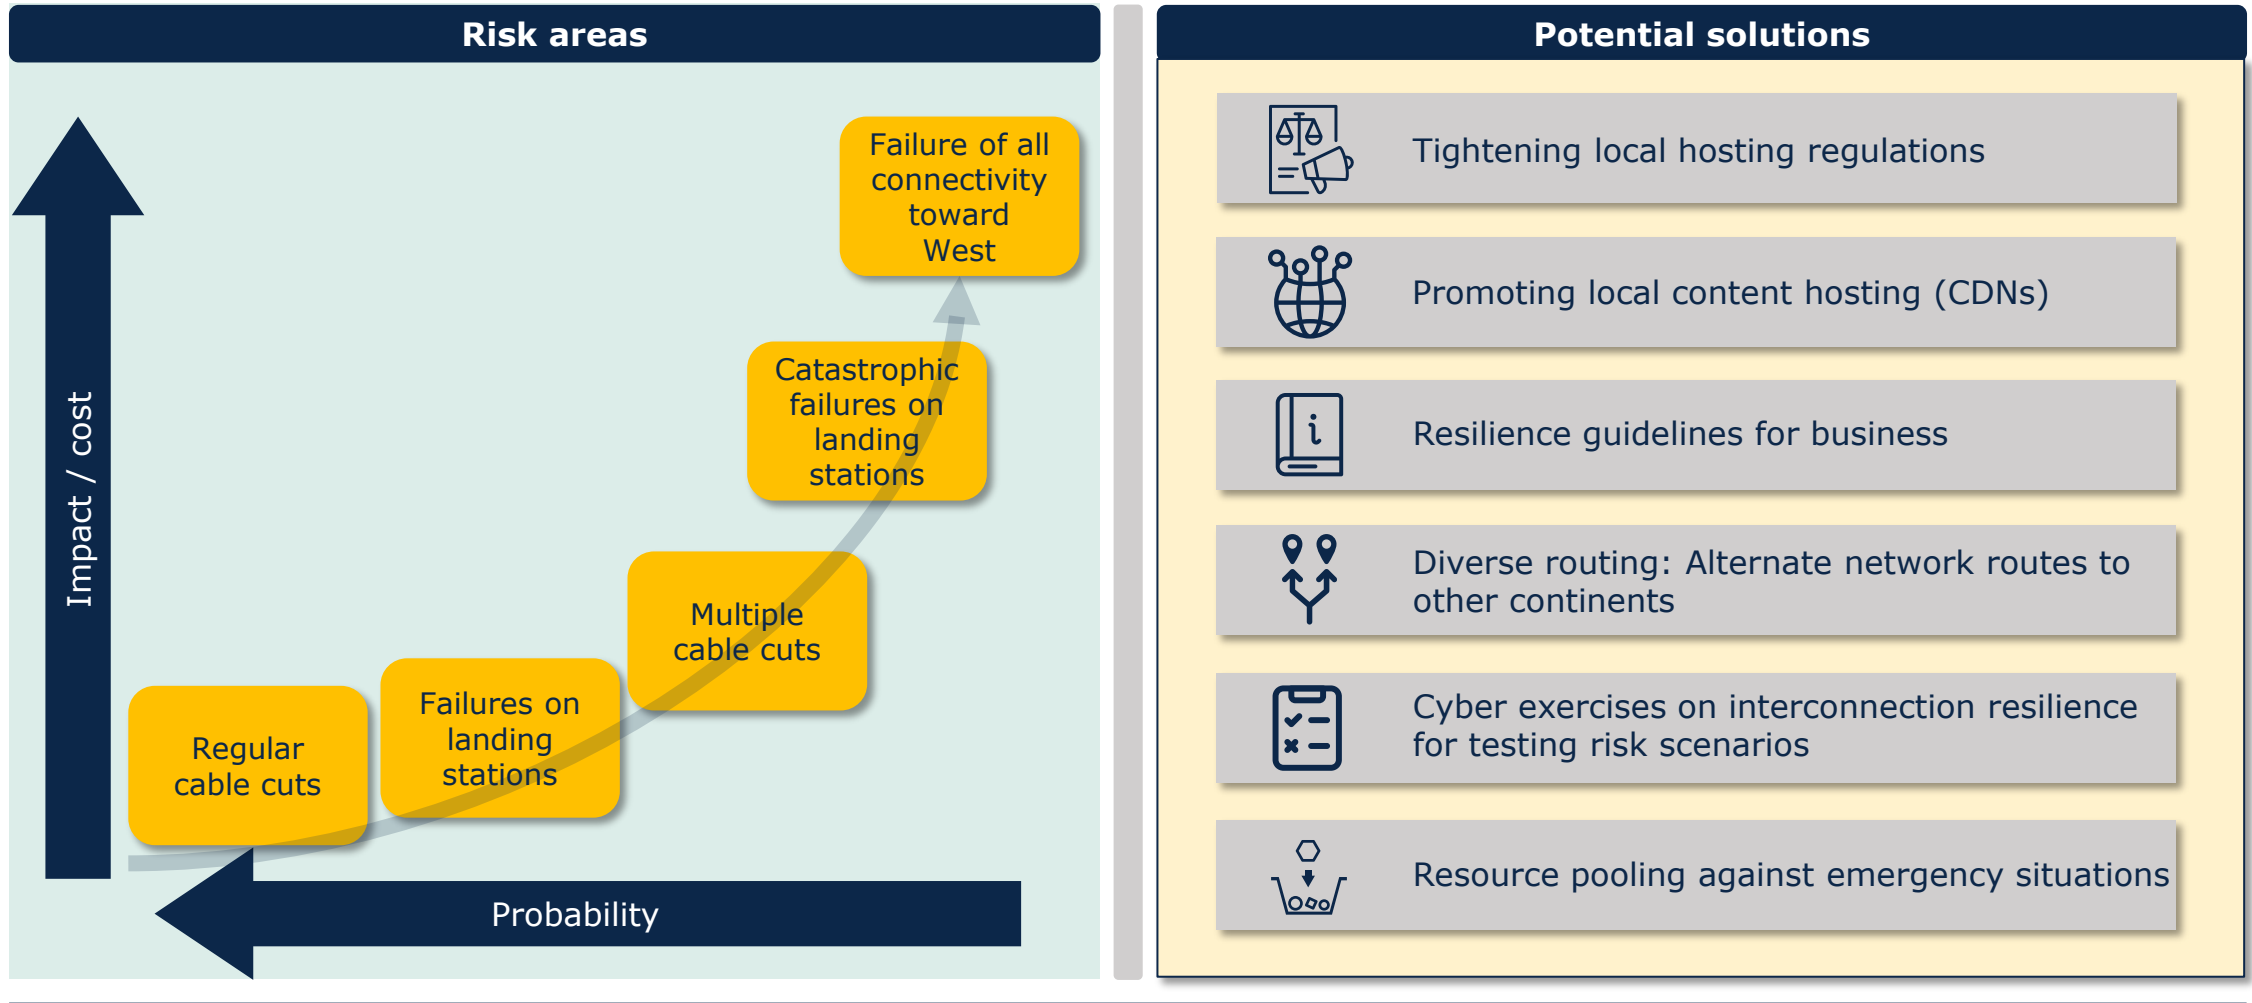 Risk areas
Impact / cost
Failure of all
connectivity
toward
West
Catastrophic
failures on
landing
stations
Multiple
cable cuts
Failures on
landing
stations
Regular
cable cuts
Probability
Potential solutions
Tightening local hosting regulations
Promoting local content hosting (CDNs)
i
Resilience guidelines for business
Diverse routing: Alternate network routes to
other continents
Cyber exercises on interconnection resilience
for testing risk scenarios
Resource pooling against emergency situations